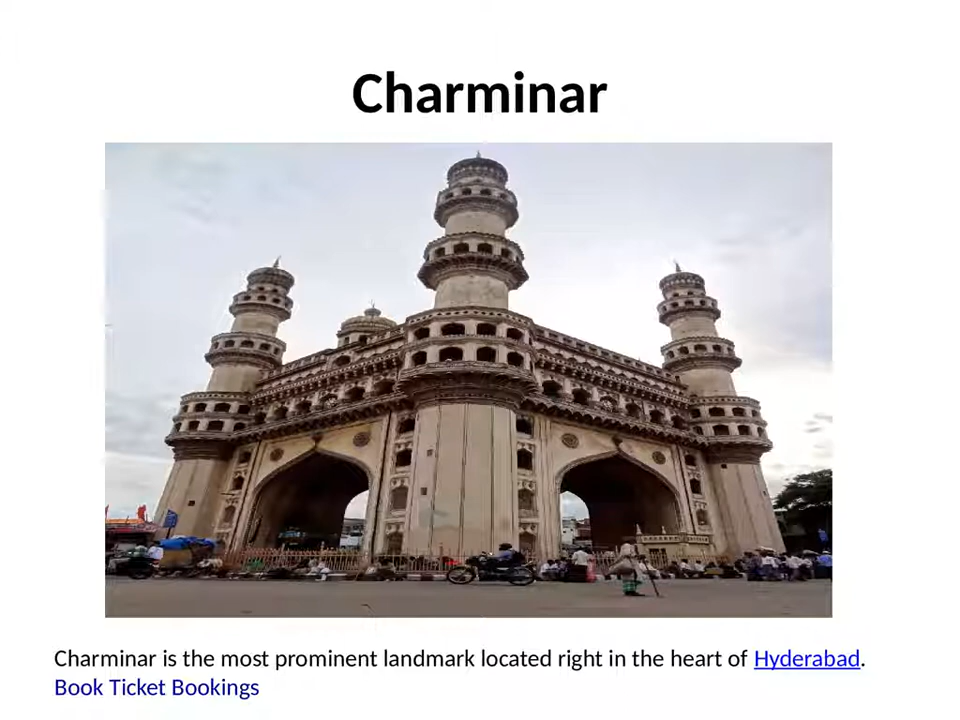 Charminar
Charminar is the most prominent landmark located right in the heart of Hyderabad.
Book Ticket Bookings